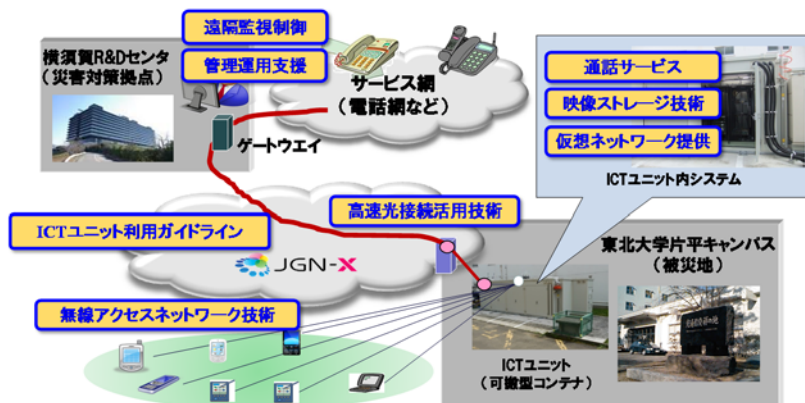 遠隔監視制御
横須賀R&Dセンタ
(災害対策拠点)
管理運用支援
サービス網
(電話網など)
ゲートウエイ
通話サービス
映像ストレージ技術
仮想ネットワーク提供
ICTユニット内システム
高速光接続活用技術
ICTユニット利用ガイドライン
JGN-X
東北大学片平キャンパス
(被災地)
無線アクセスネットワーク技術
ICTユニット
(可搬型コンテナ)